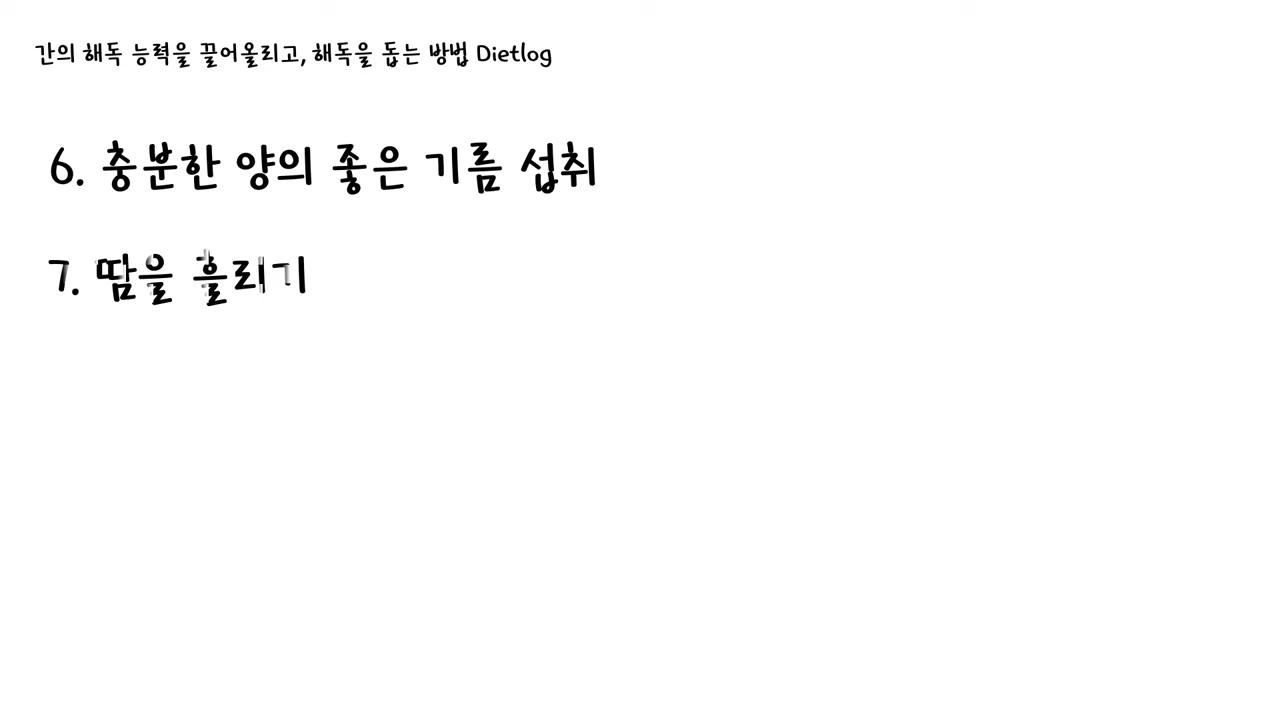 간의 해독 능력을 끌어올리고, 해독을 돕는 방법 Dietlog
6. 충분한 양의 좋은 기름 섭취
7. 땀을 흘리기